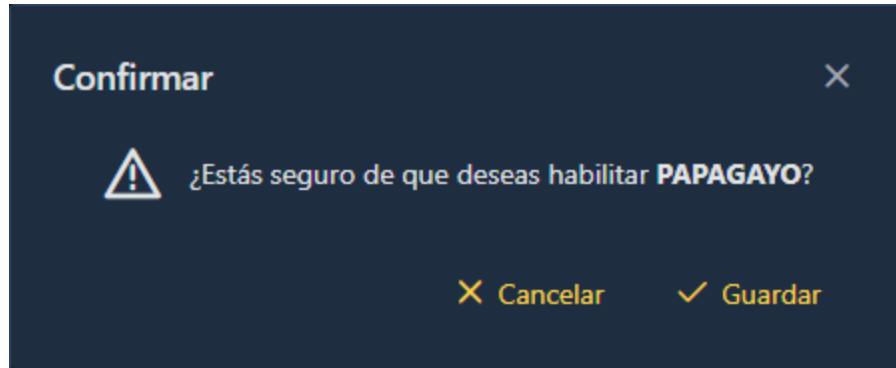 Confirmar
¿Estás seguro de que deseas habilitar PAPAGAYO?
Cancelar
Guardar